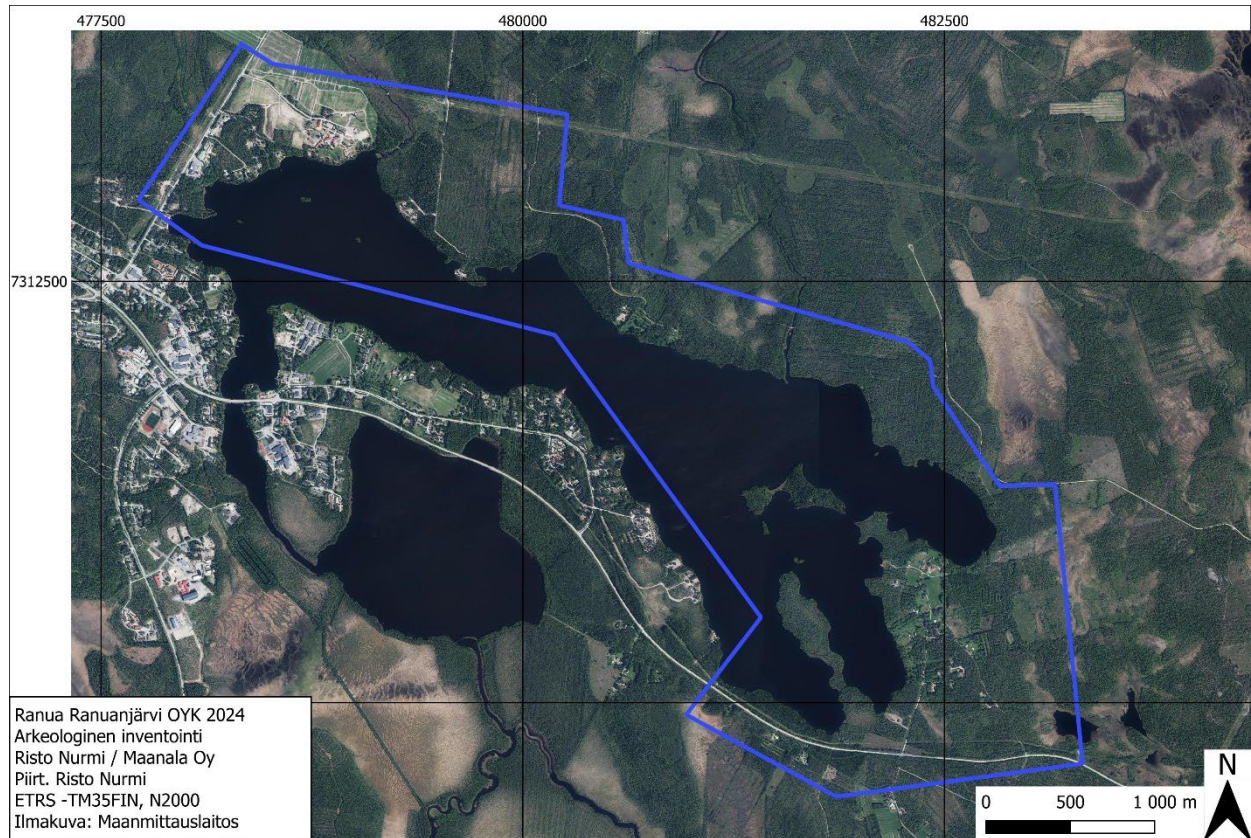 477500 480000 482500
7312500
Ranua Ranuanjärvi OYK 2024
Arkeologinen inventointi
Risto Nurmi / Maanala Oy
Piirt. Risto Nurmi
ETRS -TM35FIN, N2000
Ilmakuva: Maanmittauslaitos
N
0 500 1 000 m